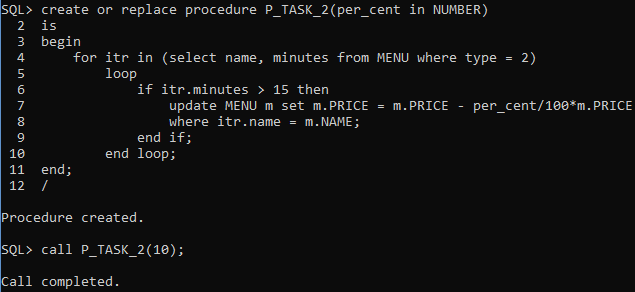 SQL> create or replace procedure P_TASK_2(per_cent in NUMBER)
  2  is
  3  begin
  4      for itr in (select name, minutes from MENU where type = 2)
  5          loop
  6              if itr.minutes > 15 then
  7                  update MENU m set m.PRICE = m.PRICE - per_cent/100*m.PRICE
  8                  where itr.name = m.NAME;
  9              end if;
 10          end loop;
 11  end;
 12  /
Procedure created.
SQL> call P_TASK_2(10);
Call completed.